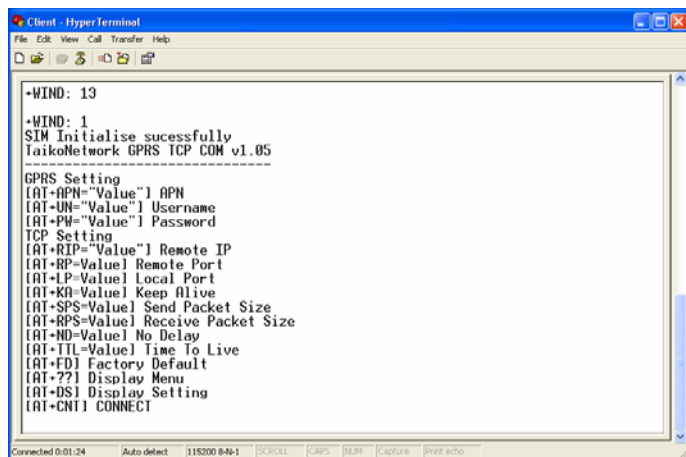 Client - HyperTerminal
File Edit View Call Transfer Help
+WIND: 13
+WIND: 1
SIM Initialise sucessfully
TaikoNetwork GPRS TCP COM v1.05
-------------------------------
GPRS Setting
[AT+APN="Value"] APN
[AT+UN="Value"] Username
[AT+PW="Value"] Password
TCP Setting
[AT+RIP="Value"] Remote IP
[AT+RP=Value] Remote Port
[AT+LP=Value] Local Port
[AT+KA=Value] Keep Alive
[AT+SPS=Value] Send Packet Size
[AT+RPS=Value] Receive Packet Size
[AT+ND=Value] No Delay
[AT+TTL=Value] Time To Live
[AT+FD] Factory Default
[AT+??] Display Menu
[AT+DS] Display Setting
[AT+CNT] CONNECT
Connected 0:01:24 Auto detect 115200 8-N-1 SCROLL CAPS NUM Capture Print echo